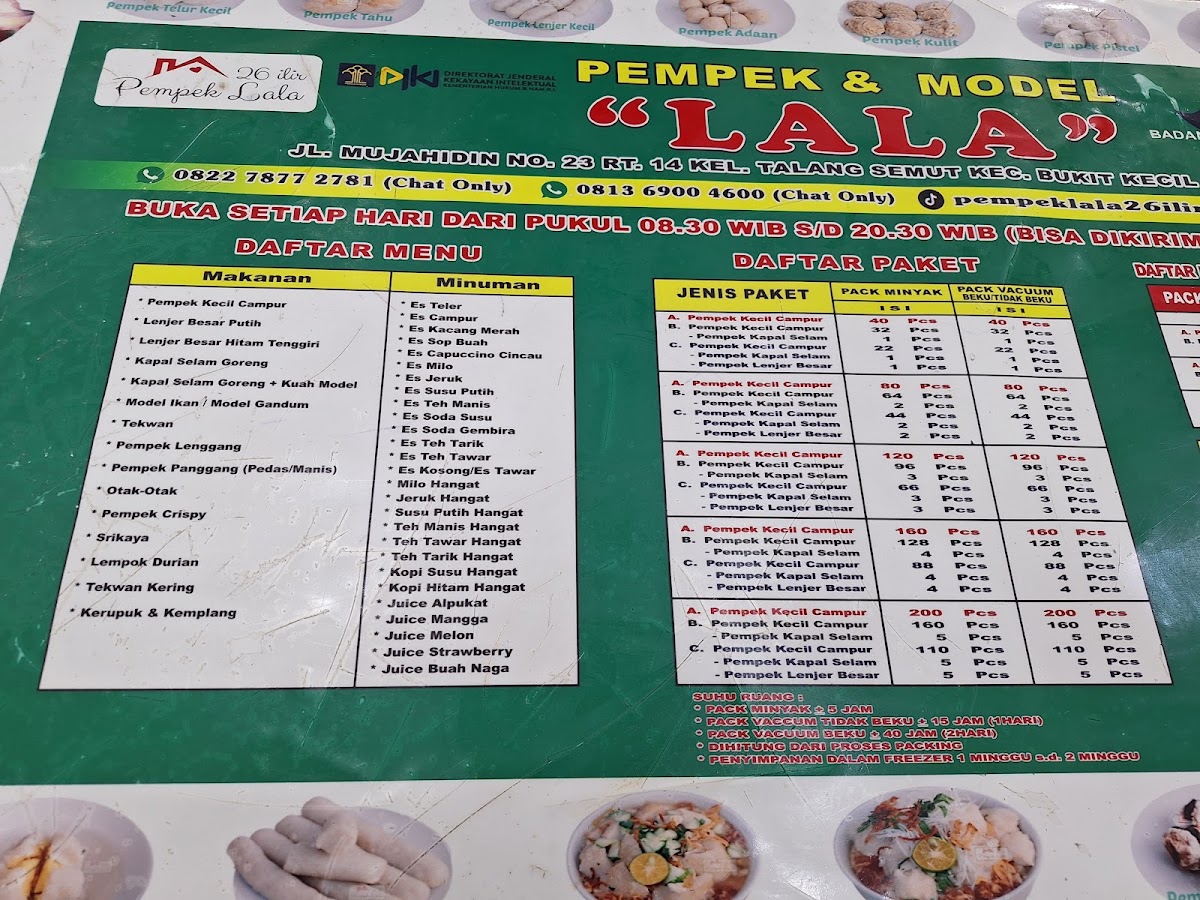 Pempek Telur Kecil
Pempek Tahu
Pempek Lenjer Kecil
Pempek Adaan
Pempek Kulit
Pempek Pistel
26 ilir
Pempek Lala
DIREKTORAT JENDERAL
KEKAYAAN INTELEKTUAL
KEMENTERIAN HUKUM & HAM R.I.
PEMPEK & MODEL
"LALA"
BADAN
JL. MUJAHIDIN NO. 23 RT. 14 KEL. TALANG SEMUT KEC. BUKIT KECIL
0822 7877 2781 (Chat Only)
0813 6900 4600 (Chat Only)
pempeklala26ilir
BUKA SETIAP HARI DARI PUKUL 08.30 WIB S/D 20.30 WIB (BISA DIKIRIM
DAFTAR MENU
Makanan
* Pempek Kecil Campur
* Lenjer Besar Putih
* Lenjer Besar Hitam Tenggiri
* Kapal Selam Goreng
* Kapal Selam Goreng + Kuah Model
* Model Ikan / Model Gandum
* Tekwan
* Pempek Lenggang
* Pempek Panggang (Pedas/Manis)
* Otak-Otak
* Pempek Crispy
* Srikaya
* Lempok Durian
* Tekwan Kering
* Kerupuk & Kemplang
Minuman
* Es Teler
* Es Campur
* Es Kacang Merah
* Es Sop Buah
* Es Capuccino Cincau
* Es Milo
* Es Jeruk
* Es Susu Putih
* Es Teh Manis
* Es Soda Susu
* Es Soda Gembira
* Es Teh Tarik
* Es Teh Tawar
* Es Kosong/Es Tawar
* Milo Hangat
* Jeruk Hangat
* Susu Putih Hangat
* Teh Manis Hangat
* Teh Tawar Hangat
* Teh Tarik Hangat
* Kopi Susu Hangat
* Kopi Hitam Hangat
* Juice Alpukat
* Juice Mangga
* Juice Melon
* Juice Strawberry
* Juice Buah Naga
DAFTAR PAKET
JENIS PAKET PACK MINYAK PACK VACUUM
BEKU/TIDAK BEKU
ISI ISI
A. Pempek Kecil Campur 40 Pcs 40 Pcs
B. Pempek Kecil Campur 32 Pcs 32 Pcs
- Pempek Kapal Selam 1 Pcs 1 Pcs
C. Pempek Kecil Campur 22 Pcs 22 Pcs
- Pempek Kapal Selam 1 Pcs 1 Pcs
- Pempek Lenjer Besar 1 Pcs 1 Pcs
A. Pempek Kecil Campur 80 Pcs 80 Pcs
B. Pempek Kecil Campur 64 Pcs 64 Pcs
- Pempek Kapal Selam 2 Pcs 2 Pcs
C. Pempek Kecil Campur 44 Pcs 44 Pcs
- Pempek Kapal Selam 2 Pcs 2 Pcs
- Pempek Lenjer Besar 2 Pcs 2 Pcs
A. Pempek Kecil Campur 120 Pcs 120 Pcs
B. Pempek Kecil Campur 96 Pcs 96 Pcs
- Pempek Kapal Selam 3 Pcs 3 Pcs
C. Pempek Kecil Campur 66 Pcs 66 Pcs
- Pempek Kapal Selam 3 Pcs 3 Pcs
- Pempek Lenjer Besar 3 Pcs 3 Pcs
A. Pempek Kecil Campur 160 Pcs 160 Pcs
B. Pempek Kecil Campur 128 Pcs 128 Pcs
- Pempek Kapal Selam 4 Pcs 4 Pcs
C. Pempek Kecil Campur 88 Pcs 88 Pcs
- Pempek Kapal Selam 4 Pcs 4 Pcs
- Pempek Lenjer Besar 4 Pcs 4 Pcs
A. Pempek Kecil Campur 200 Pcs 200 Pcs
B. Pempek Kecil Campur 160 Pcs 160 Pcs
- Pempek Kapal Selam 5 Pcs 5 Pcs
C. Pempek Kecil Campur 110 Pcs 110 Pcs
- Pempek Kapal Selam 5 Pcs 5 Pcs
- Pempek Lenjer Besar 5 Pcs 5 Pcs
SUHU RUANG :
* PACK MINYAK ± 5 JAM
* PACK VACCUM TIDAK BEKU ± 15 JAM (1HARI)
* PACK VACUUM BEKU ± 40 JAM (2HARI)
* DIHITUNG DARI PROSES PACKING
* PENYIMPANAN DALAM FREEZER 1 MINGGU s.d. 2 MINGGU
DAFTAR
PACK
A. P
B. P